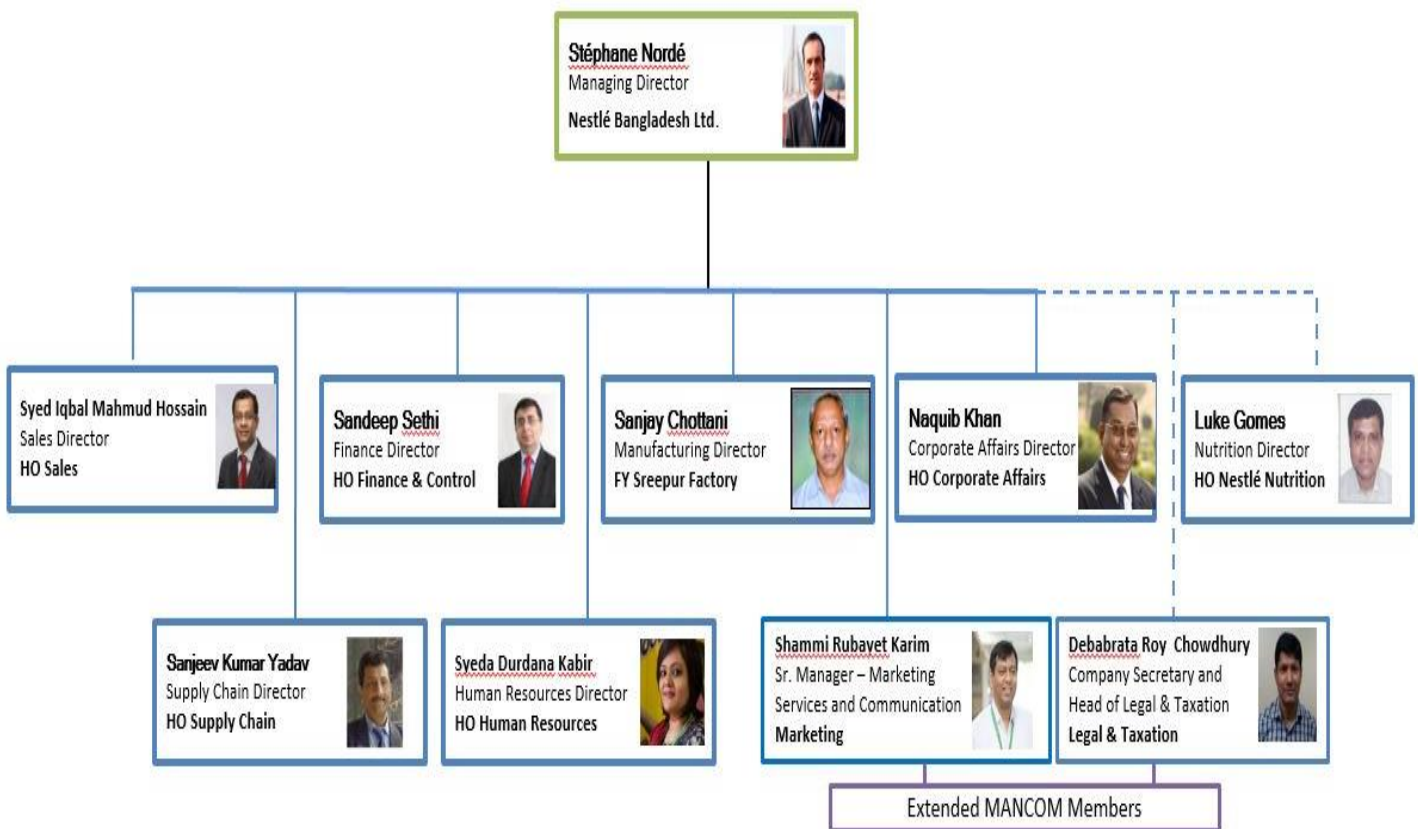 Stéphane Nordé
Managing Director
Nestlé Bangladesh Ltd.
Syed Iqbal Mahmud Hossain
Sales Director
HO Sales
Sandeep Sethi
Finance Director
HO Finance & Control
Sanjay Chottani
Manufacturing Director
FY Sreepur Factory
Naquib Khan
Corporate Affairs Director
HO Corporate Affairs
Luke Gomes
Nutrition Director
HO Nestlé Nutrition
Sanjeev Kumar Yadav
Supply Chain Director
HO Supply Chain
Syeda Durdana Kabir
Human Resources Director
HO Human Resources
Shammi Rubayet Karim
Sr. Manager – Marketing
Services and Communication
Marketing
Debabrata Roy Chowdhury
Company Secretary and
Head of Legal & Taxation
Legal & Taxation
Extended MANCOM Members